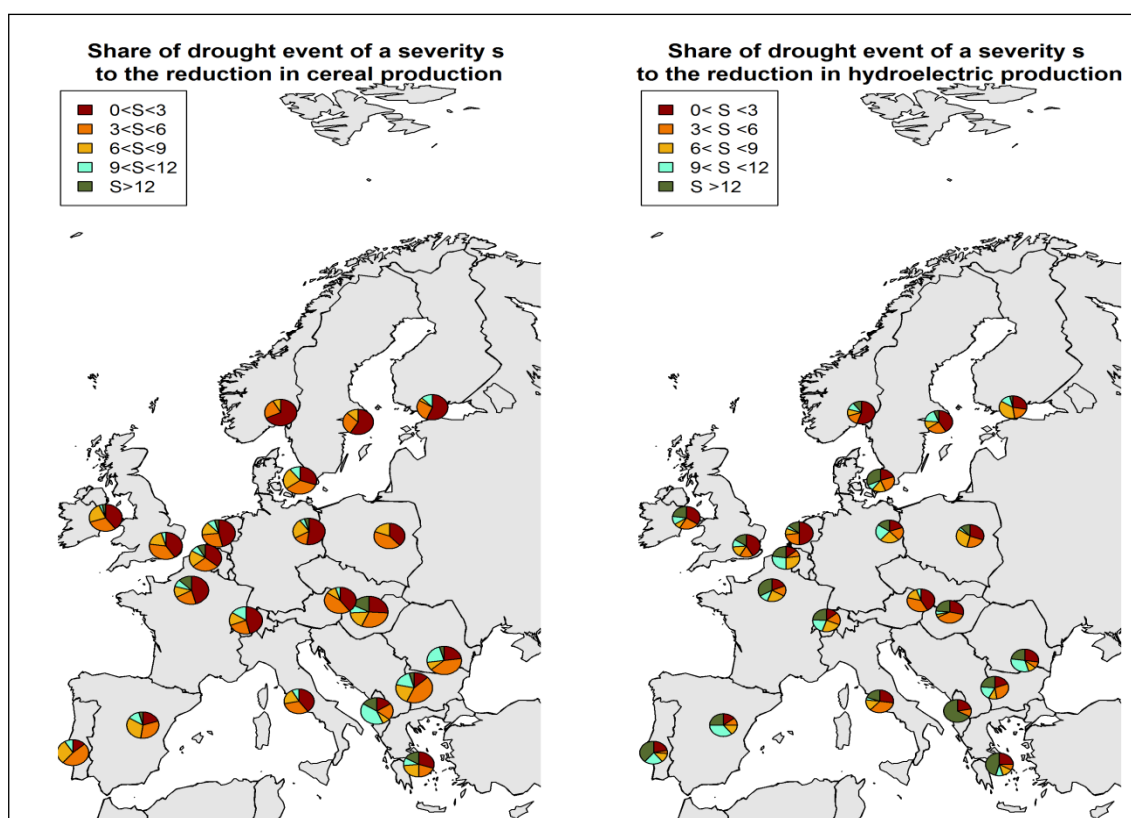 Share of drought event of a severity s
to the reduction in cereal production
0<S<3
3<S<6
6<S<9
9<S<12
S>12
Share of drought event of a severity s
to the reduction in hydroelectric production
0< S <3
3< S <6
6< S <9
9< S <12
S >12